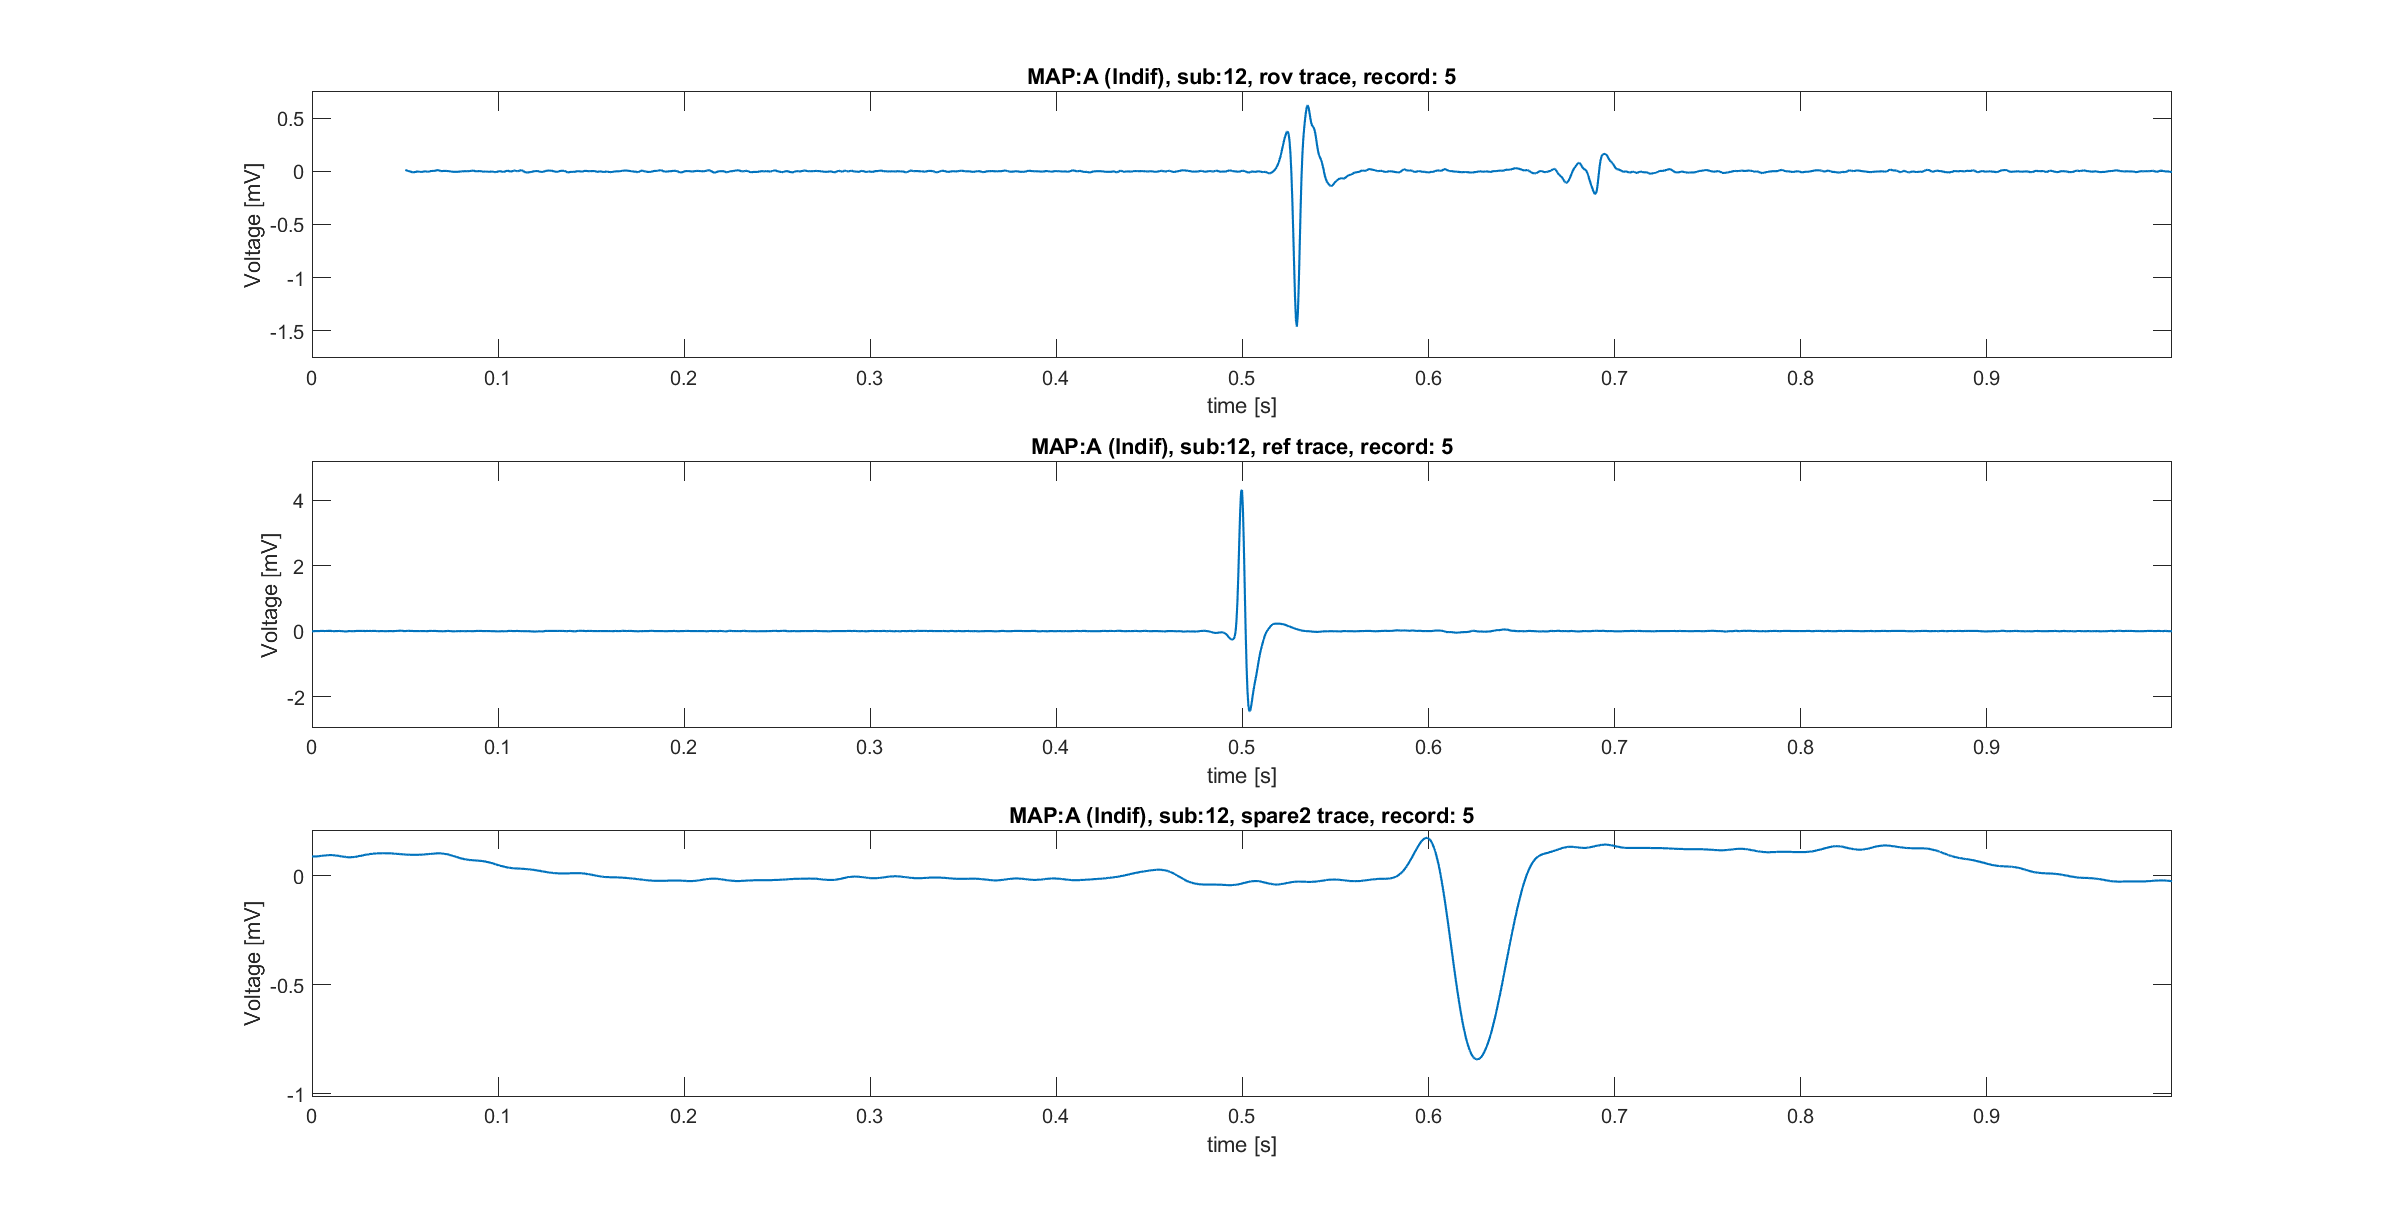 MAP:A (Indif), sub:12, rov trace, record: 5
Voltage [mV]
0.5
0
-0.5
-1
-1.5
0 0.1 0.2 0.3 0.4 0.5 0.6 0.7 0.8 0.9
time [s]
MAP:A (Indif), sub:12, ref trace, record: 5
Voltage [mV]
4
2
0
-2
0 0.1 0.2 0.3 0.4 0.5 0.6 0.7 0.8 0.9
time [s]
MAP:A (Indif), sub:12, spare2 trace, record: 5
Voltage [mV]
0
-0.5
-1
0 0.1 0.2 0.3 0.4 0.5 0.6 0.7 0.8 0.9
time [s]